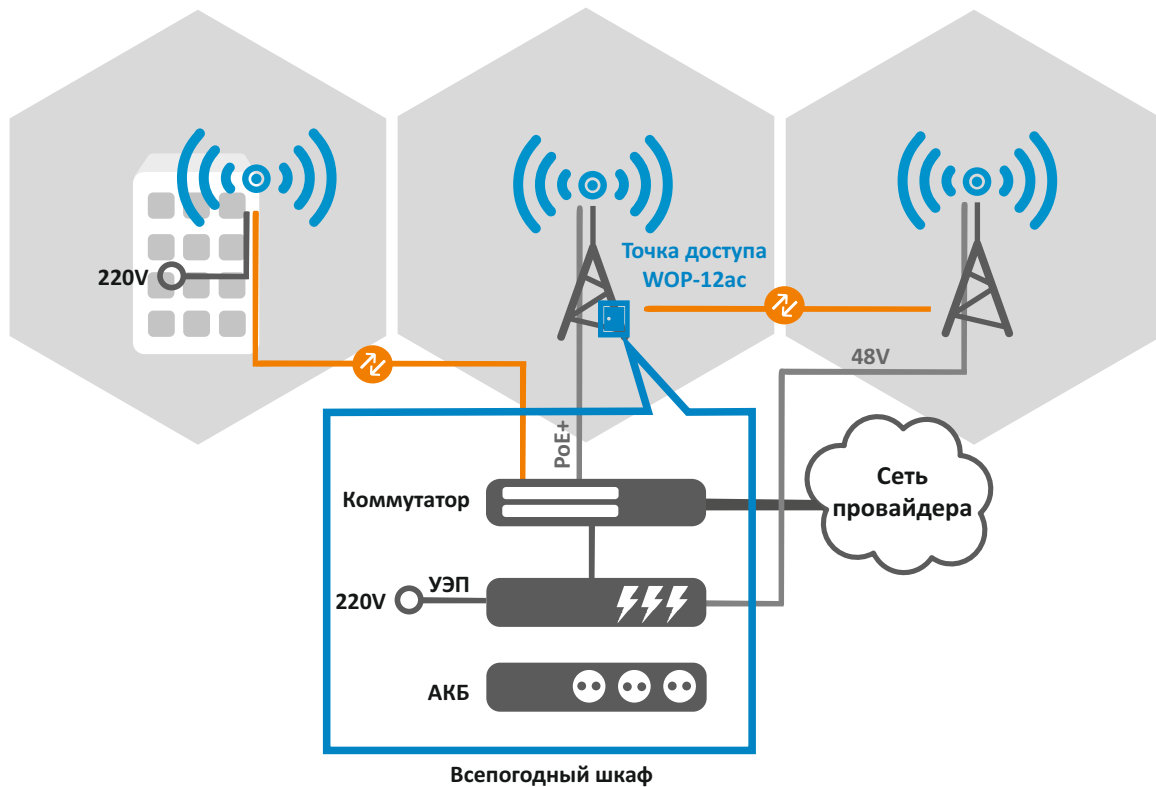 Точка доступа
WOP-12ac
220V
48V
PoE+
Коммутатор
Сеть
провайдера
УЭП
220V
АКБ
Всепогодный шкаф